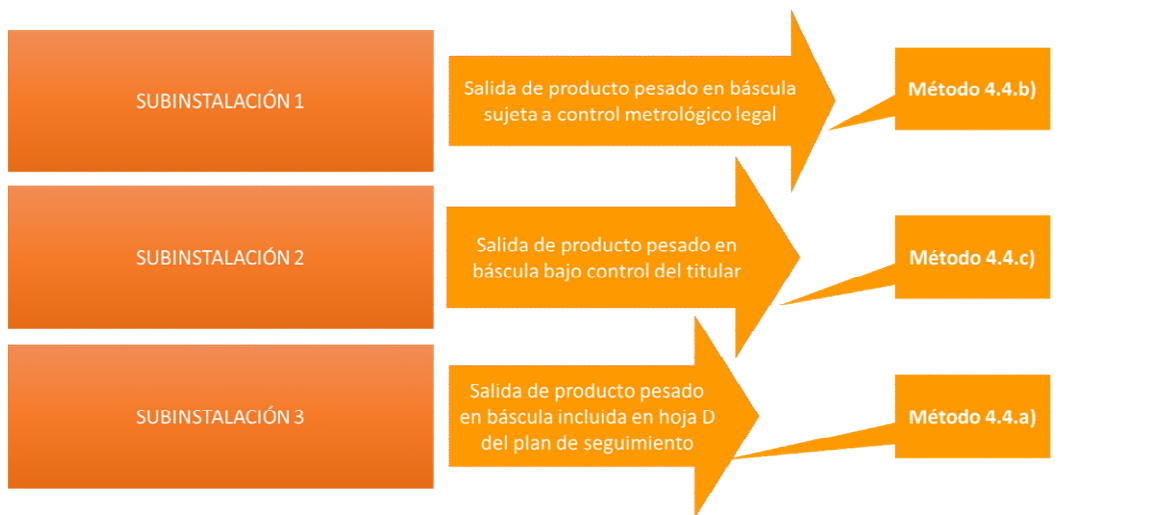 SUBINSTALACIÓN 1
Salida de producto pesado en báscula
sujeta a control metrológico legal
Método 4.4.b)
SUBINSTALACIÓN 2
Salida de producto pesado en
báscula bajo control del titular
Método 4.4.c)
SUBINSTALACIÓN 3
Salida de producto pesado
en báscula incluida en hoja D
del plan de seguimiento
Método 4.4.a)